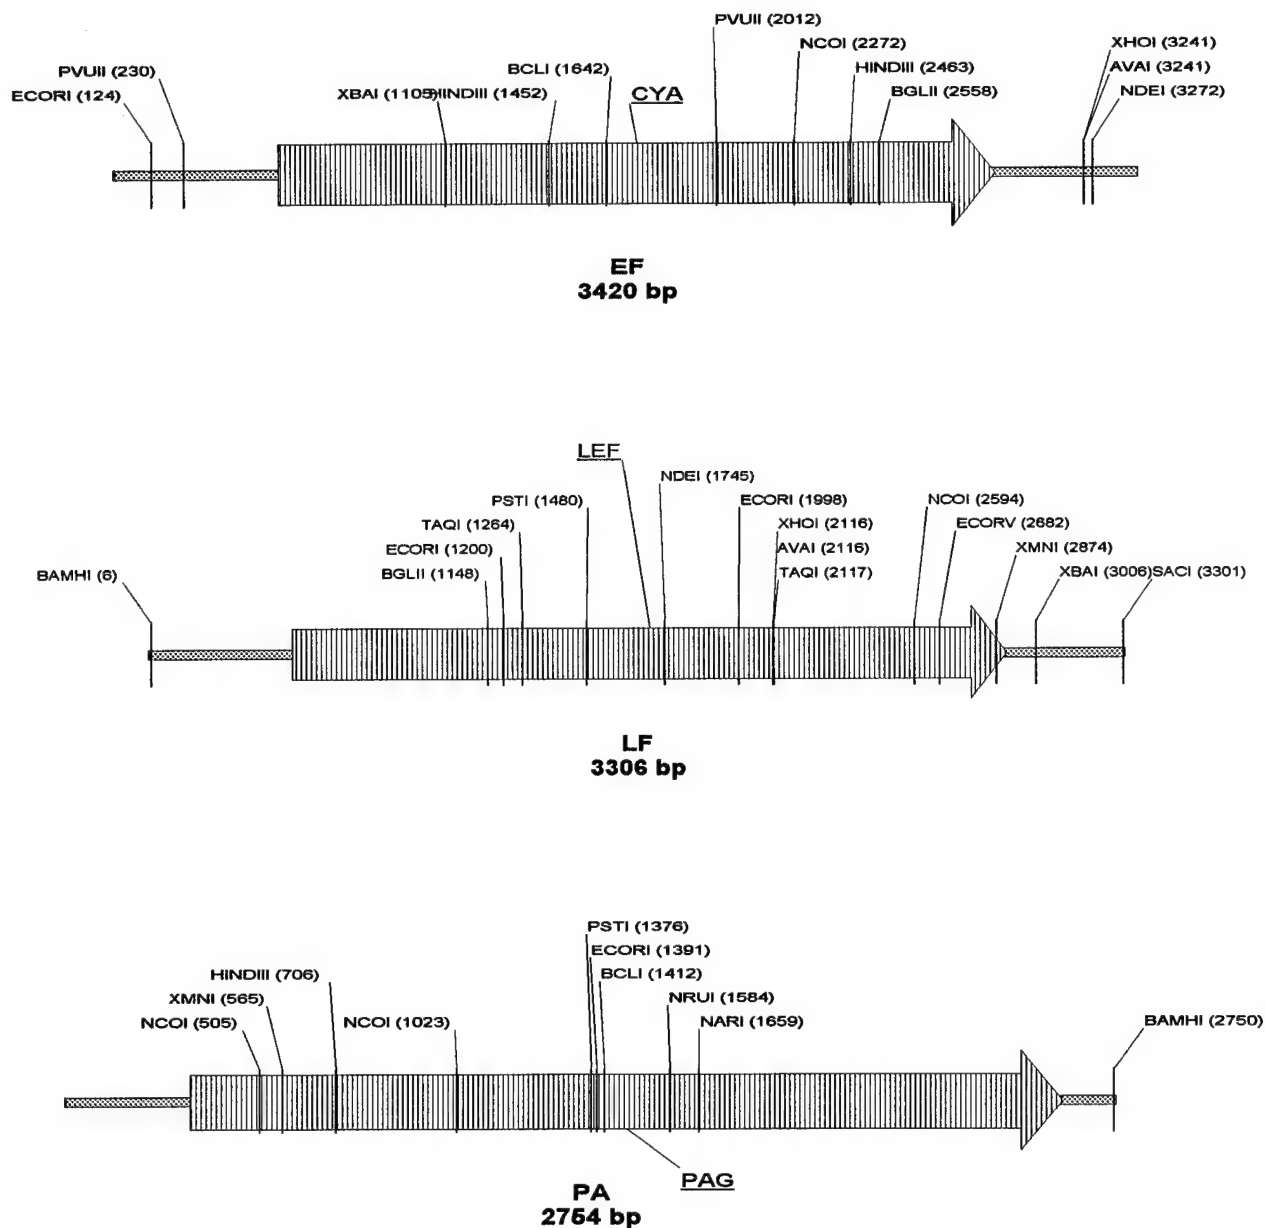 PVUII (2012)
NCOI (2272)
XHOI (3241)
BCLI (1642)
HINDIII (2463)
AVAI (3241)
PVUII (230)
CYA
BGLII (2558)
NDEI (3272)
ECORI (124)
XBAI (1105)
HINDIII (1452)
EF
3420 bp
LEF
NDEI (1745)
PSTI (1480)
ECORI (1998)
NCOI (2594)
TAQI (1264)
XHOI (2116)
ECORV (2682)
ECORI (1200)
AVAI (2116)
XMNI (2874)
BAMHI (6)
BGLII (1148)
TAQI (2117)
XBAI (3006)
SACI (3301)
LF
3306 bp
PSTI (1376)
ECORI (1391)
HINDIII (706)
BCLI (1412)
XMNI (565)
NRUI (1584)
NCOI (505)
NCOI (1023)
NARI (1659)
BAMHI (2750)
PAG
PA
2754 bp